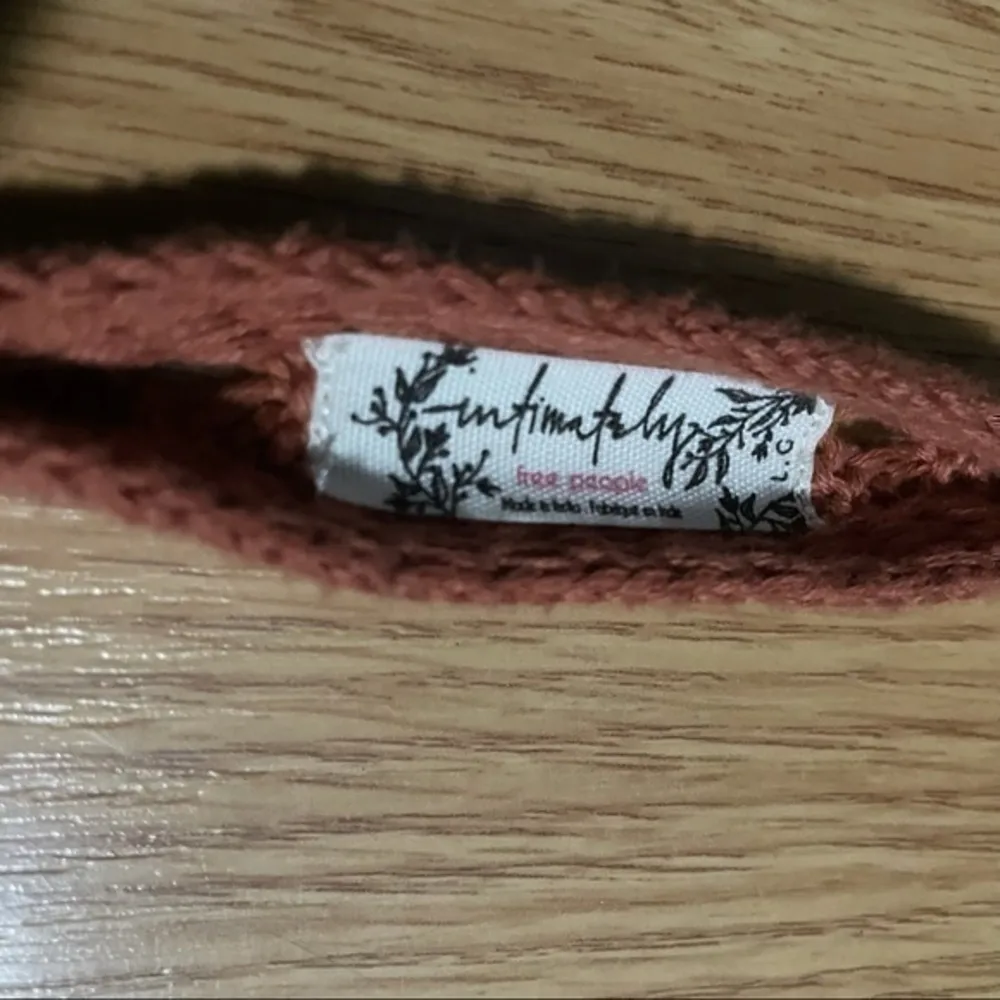 intimately
free people
Made in India . Fabriqué en Inde
L.C